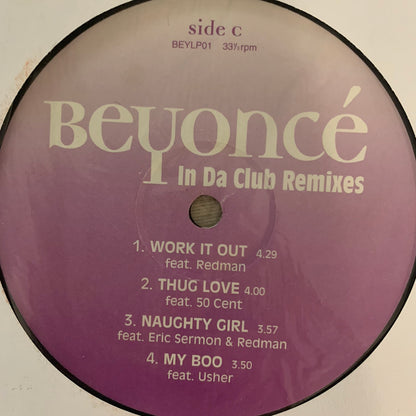 side c
BEYLP01 33⅓rpm
BEYONCÉ
In Da Club Remixes
1. WORK IT OUT 4.29
feat. Redman
2. THUG LOVE 4.00
feat. 50 Cent
3. NAUGHTY GIRL 3.57
feat. Eric Sermon & Redman
4. MY BOO 3.50
feat. Usher